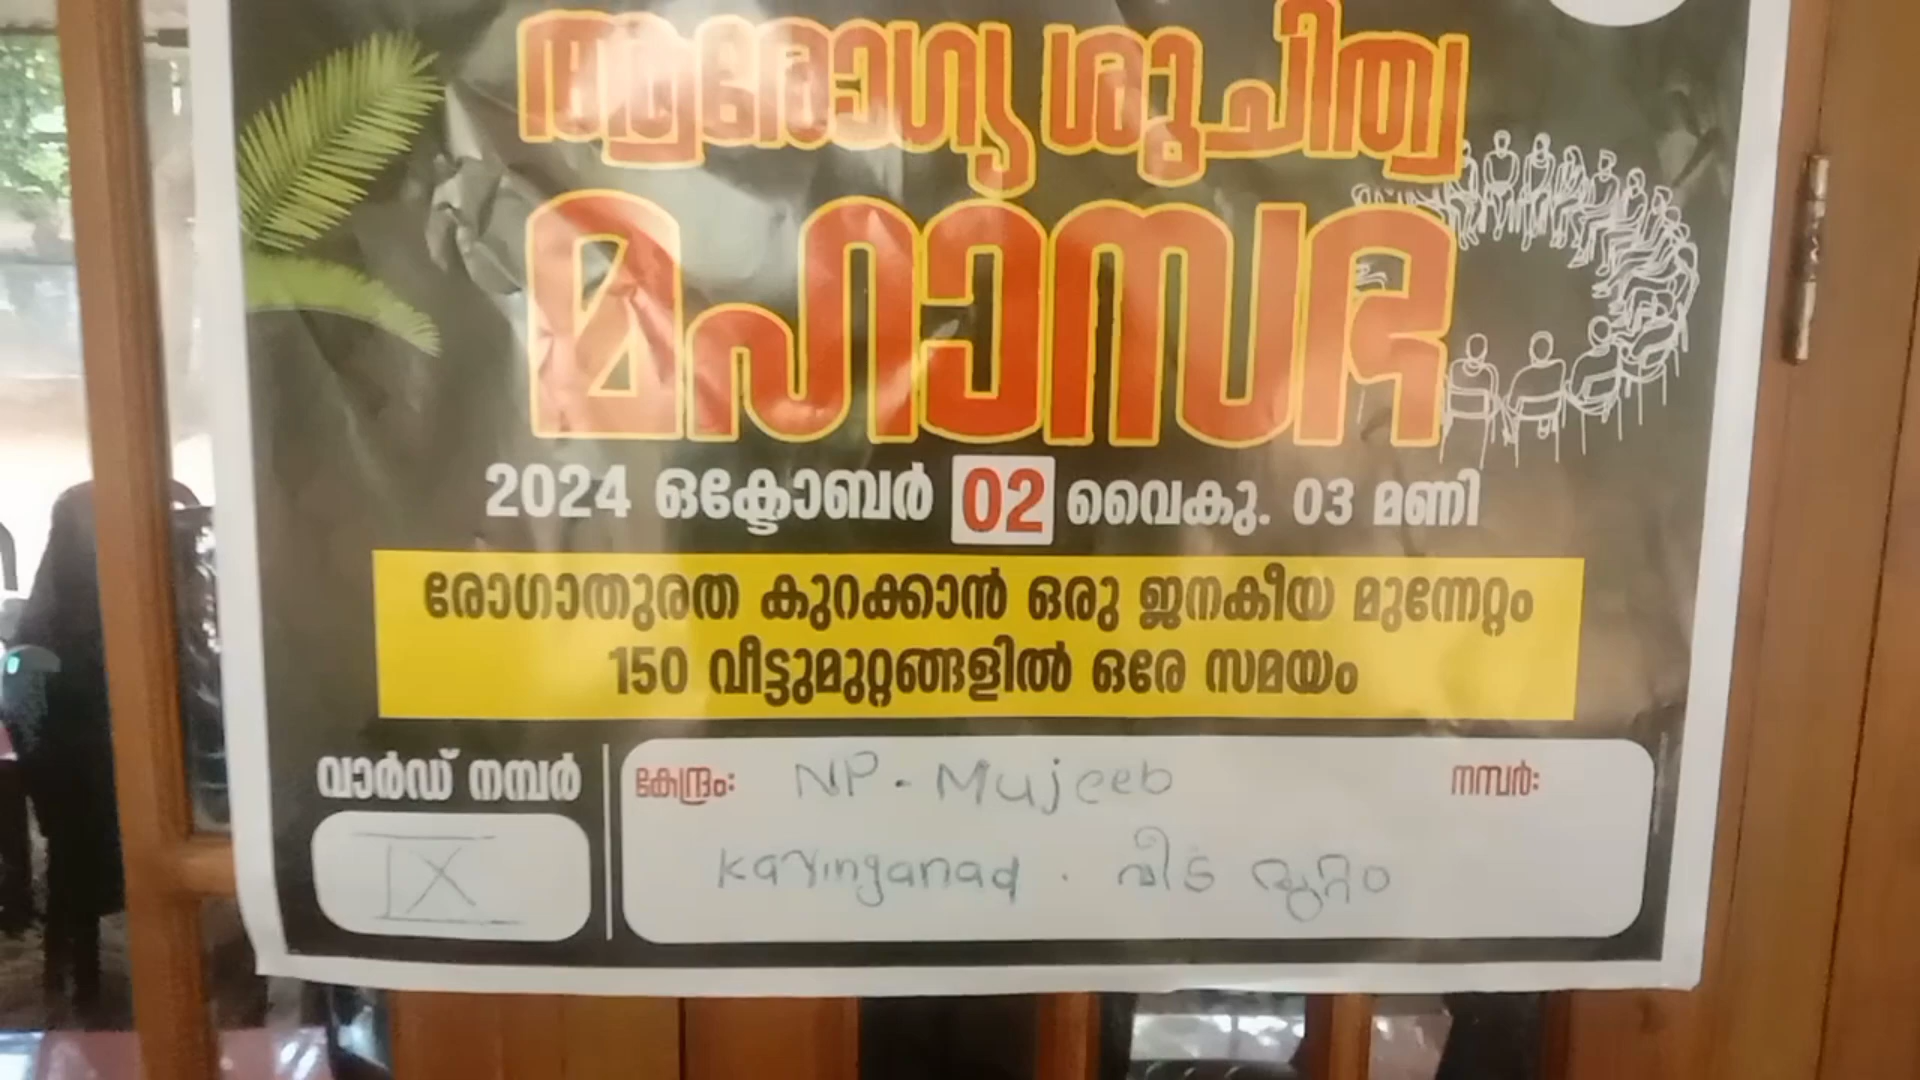 ആരോഗ്യ ശുചിത്വ
മഹാസഭ
2024 ഒക്ടോബർ 02 വൈകു. 03 മണി
രോഗാതുരത കുറക്കാൻ ഒരു ജനകീയ മുന്നേറ്റം
150 വീട്ടുമുറ്റങ്ങളിൽ ഒരേ സമയം
വാർഡ് നമ്പർ
IX
കേന്ദ്രം: NP. Mujeeb നമ്പർ:
Karinganad . വീട് മുറ്റം